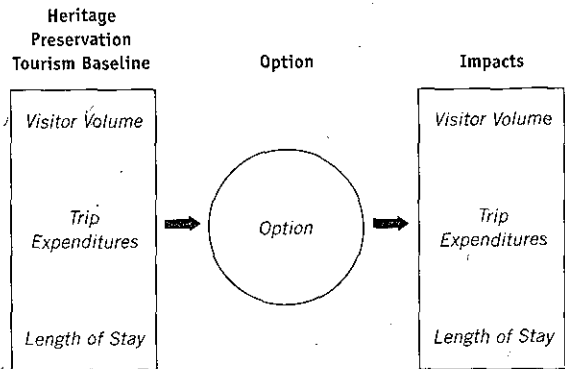 Heritage
Preservation
Tourism Baseline
Option
Impacts
Visitor Volume
Trip
Expenditures
Length of Stay
Option
Visitor Volume
Trip
Expenditures
Length of Stay